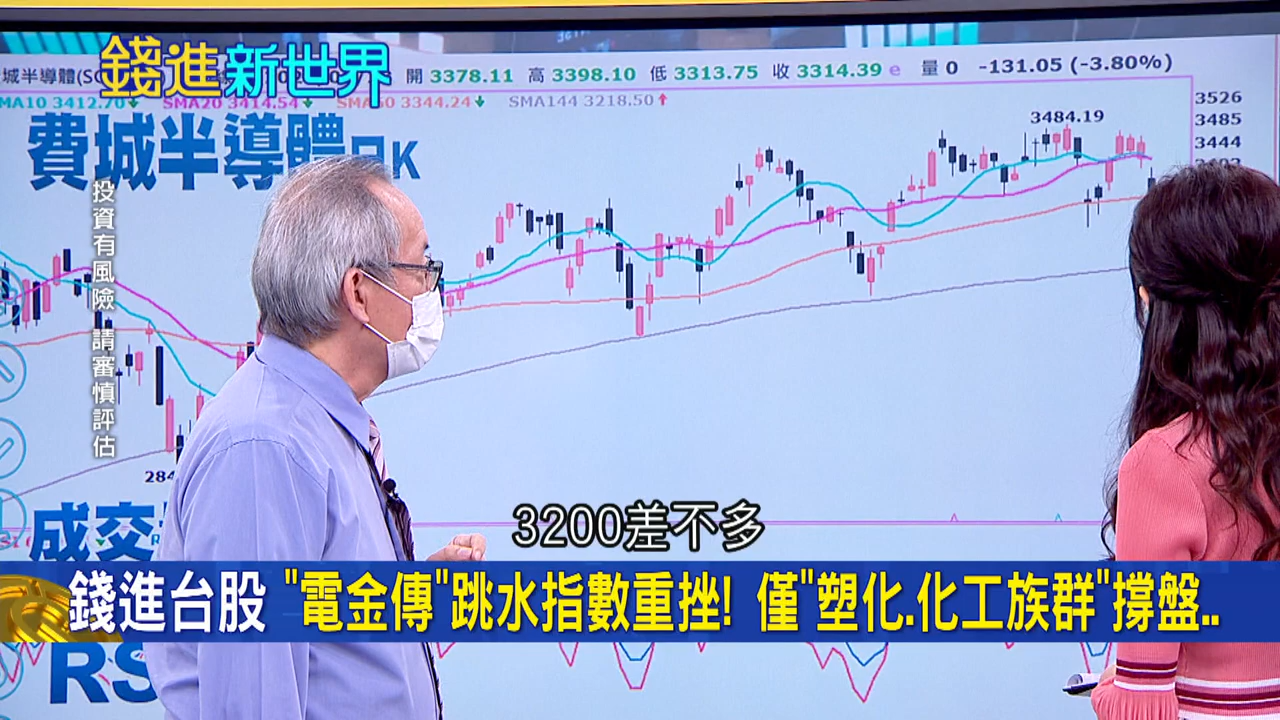 錢進新世界
城半導體(SO
開 3378.11 高 3398.10 低 3313.75 收 3314.39 e 量 0 -131.05 (-3.80%)
MA10 3412.70↓ SMA20 3414.54↓ SMA60 3344.24↓ SMA144 3218.50↑
費城半導體日K
3484.19
3526
3485
3444
投資有風險 請審慎評估
284
3200差不多
成交
錢進台股 "電金傳"跳水指數重挫! 僅"塑化.化工族群"撐盤..
RS